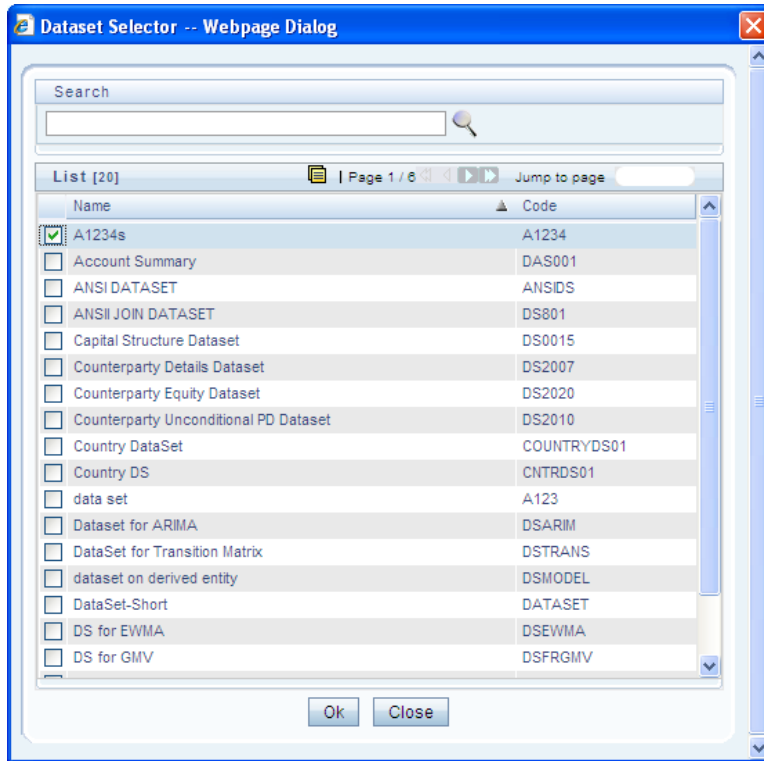 Dataset Selector -- Webpage Dialog
Search
List [20] | Page 1 / 6 Jump to page
Name Code
A1234s A1234
Account Summary DAS001
ANSI DATASET ANSIDS
ANSII JOIN DATASET DS801
Capital Structure Dataset DS0015
Counterparty Details Dataset DS2007
Counterparty Equity Dataset DS2020
Counterparty Unconditional PD Dataset DS2010
Country DataSet COUNTRYDS01
Country DS CNTRDS01
data set A123
Dataset for ARIMA DSARIM
DataSet for Transition Matrix DSTRANS
dataset on derived entity DSMODEL
DataSet-Short DATASET
DS for EWMA DSEWMA
DS for GMV DSFRGMV
Ok Close